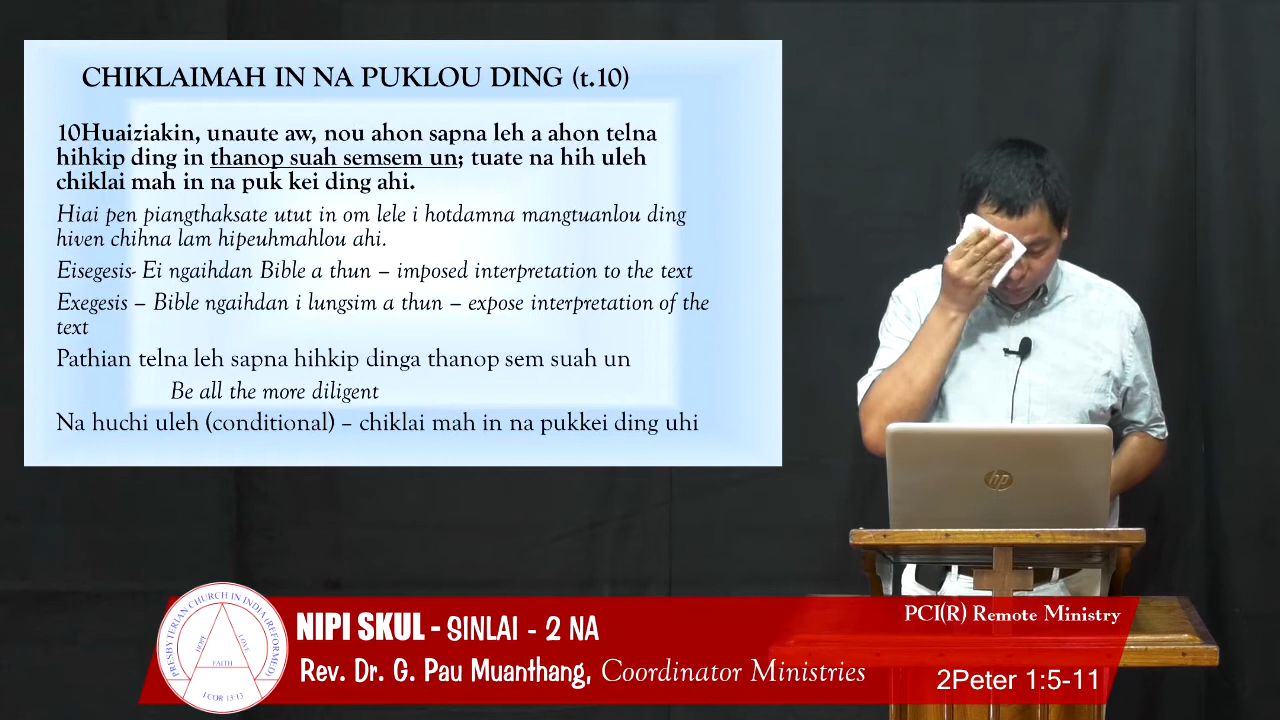 CHIKLAIMAH IN NA PUKLOU DING (t.10)
10Huaiziakin, unaute aw, nou ahon sapna leh a ahon telna
hihkip ding in thanop suah semsem un; tuate na hih uleh
chiklai mah in na puk kei ding ahi.
Hiai pen piangthaksate utut in om lele i hotdamna mangtuanlou ding
hiven chihna lam hipeuhmahlou ahi.
Eisegesis- Ei ngaihdan Bible a thun – imposed interpretation to the text
Exegesis – Bible ngaihdan i lungsim a thun – expose interpretation of the
text
Pathian telna leh sapna hihkip dinga thanop sem suah un
Be all the more diligent
Na huchi uleh (conditional) – chiklai mah in na pukkei ding uhi
hp
PRESBYTERIAN CHURCH IN INDIA (REFORMED)
HOPE
LOVE
FAITH
I COR 13:13
NIPI SKUL - SINLAI - 2 NA
Rev. Dr. G. Pau Muanthang, Coordinator Ministries
PCI(R) Remote Ministry
2Peter 1:5-11